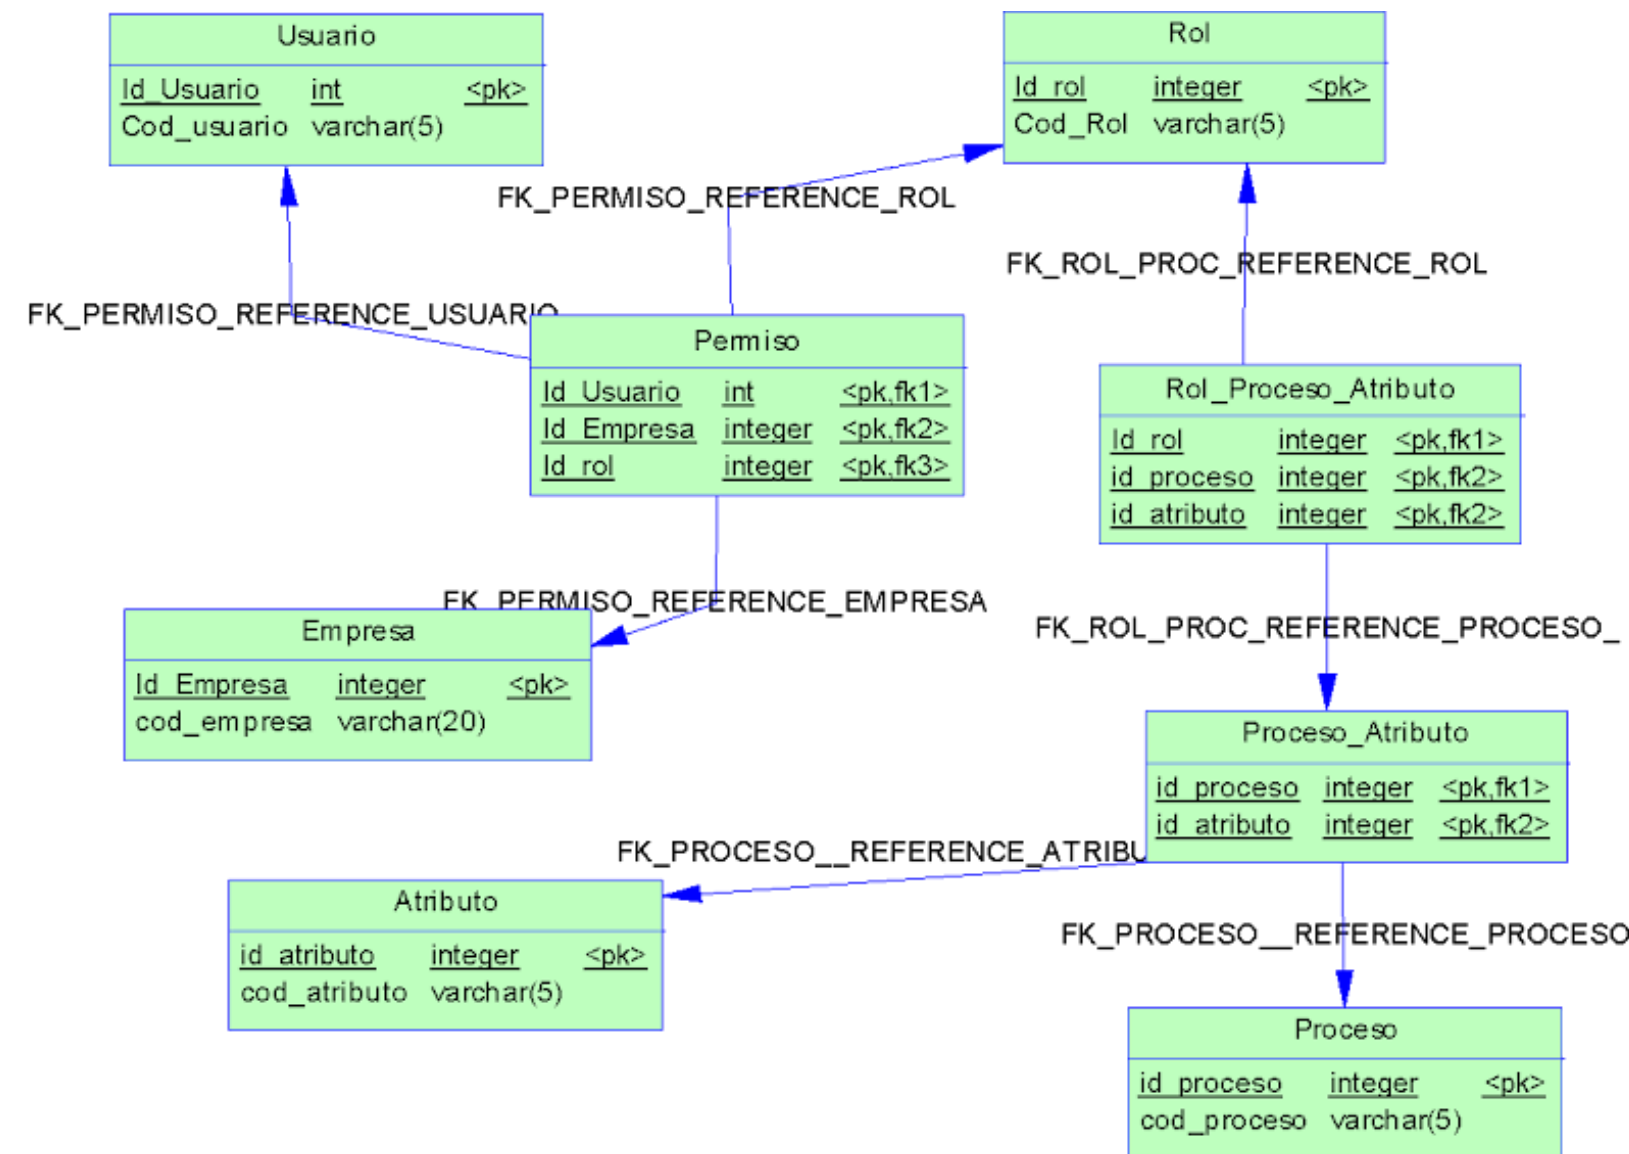 Usuario
Id_Usuario int <pk>
Cod_usuario varchar(5)
Rol
Id_rol integer <pk>
Cod_Rol varchar(5)
FK_PERMISO_REFERENCE_ROL
FK_ROL_PROC_REFERENCE_ROL
FK_PERMISO_REFERENCE_USUARIO
Permiso
Id_Usuario int <pk,fk1>
Id_Empresa integer <pk,fk2>
Id_rol integer <pk,fk3>
Rol_Proceso_Atributo
Id_rol integer <pk,fk1>
id_proceso integer <pk,fk2>
id_atributo integer <pk,fk2>
FK_PERMISO_REFERENCE_EMPRESA
Empresa
Id_Empresa integer <pk>
cod_empresa varchar(20)
FK_ROL_PROC_REFERENCE_PROCESO_
Proceso_Atributo
id_proceso integer <pk,fk1>
id_atributo integer <pk,fk2>
FK_PROCESO__REFERENCE_ATRIBU
Atributo
id_atributo integer <pk>
cod_atributo varchar(5)
FK_PROCESO__REFERENCE_PROCESO
Proceso
id_proceso integer <pk>
cod_proceso varchar(5)